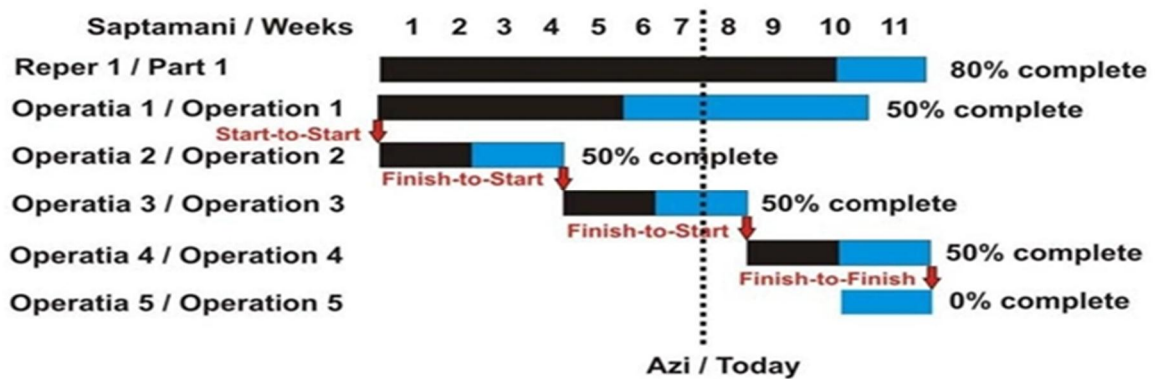 Saptamani / Weeks 1 2 3 4 5 6 7 8 9 10 11
Reper 1 / Part 1 80% complete
Operatia 1 / Operation 1 50% complete
Start-to-Start
Operatia 2 / Operation 2 50% complete
Finish-to-Start
Operatia 3 / Operation 3 50% complete
Finish-to-Start
Operatia 4 / Operation 4 50% complete
Finish-to-Finish
Operatia 5 / Operation 5 0% complete
Azi / Today